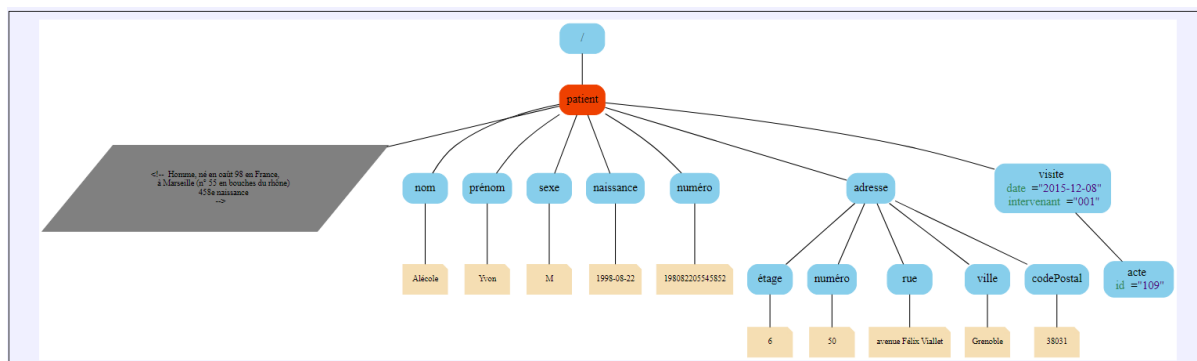 /
patient
<!-- Homme, né en caût 98 en France,
à Marseille (n° 55 en bouches du rhône)
458e naissance
-->
nom
prénom
sexe
naissance
numéro
adresse
visite
date ="2015-12-08"
intervenant ="001"
Alécole
Yvon
M
1998-08-22
198082205545852
étage
numéro
rue
ville
codePostal
acte
id ="109"
6
50
avenue Félix Viallet
Grenoble
38031